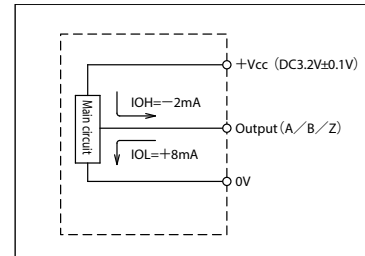 +Vcc (DC3.2V±0.1V)
Main circuit
IOH=−2mA
Output(A／B／Z)
IOL=+8mA
0V